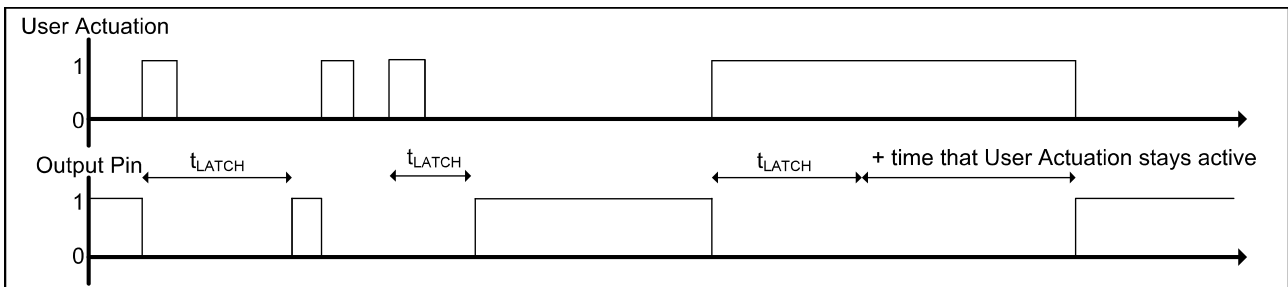 User Actuation
1
0
Output Pin
tLATCH
tLATCH
tLATCH
+ time that User Actuation stays active
1
0